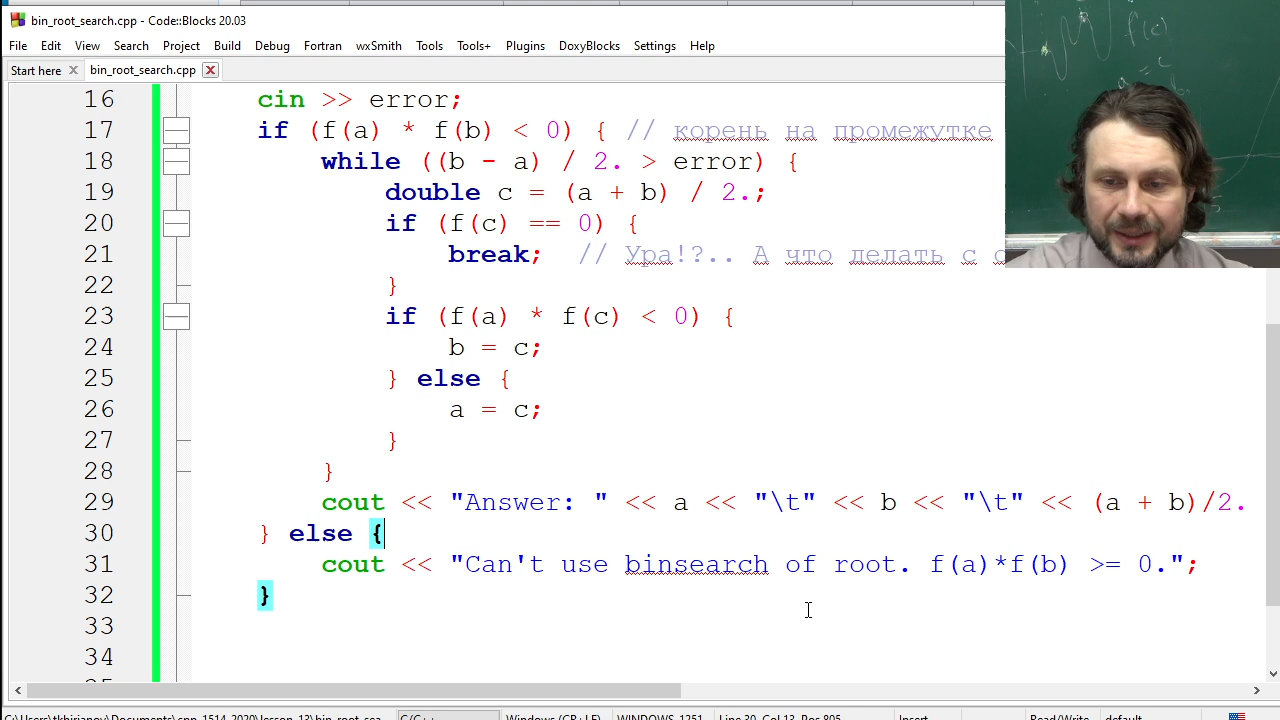 bin_root_search.cpp - Code::Blocks 20.03
File Edit View Search Project Build Debug Fortran wxSmith Tools Tools+ Plugins DoxyBlocks Settings Help
Start here bin_root_search.cpp
f(c)
16 cin >> error;
17 if (f(a) * f(b) < 0) { // корень на промежутке
18 while ((b - a) / 2. > error) {
19 double c = (a + b) / 2.;
20 if (f(c) == 0) {
21 break; // Ура!?.. А что делать с
22 }
23 if (f(a) * f(c) < 0) {
24 b = c;
25 } else {
26 a = c;
27 }
28 }
29 cout << "Answer: " << a << "\t" << b << "\t" << (a + b)/2.
30 } else {
31 cout << "Can't use binsearch of root. f(a)*f(b) >= 0.";
32 }
33
34